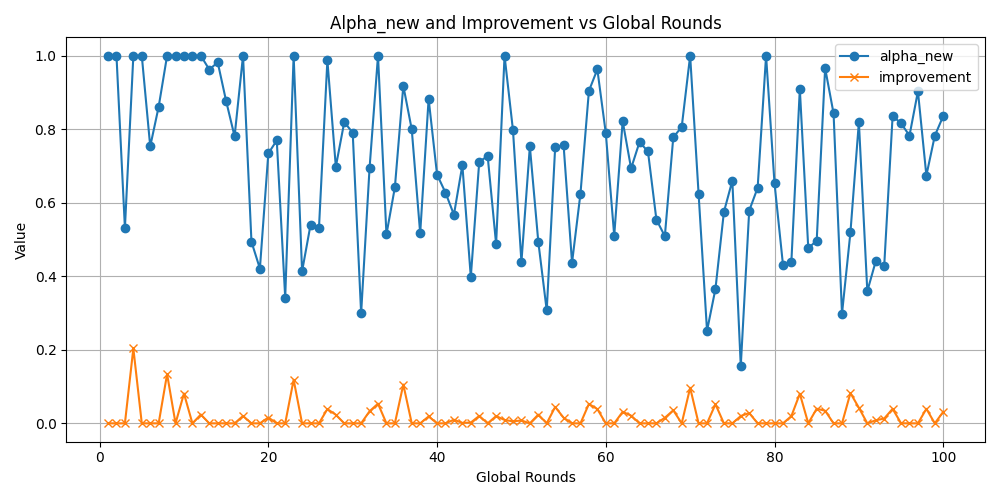 Alpha_new and Improvement vs Global Rounds
alpha_new
improvement
Value
1.0
0.8
0.6
0.4
0.2
0.0
0
20
40
60
80
100
Global Rounds